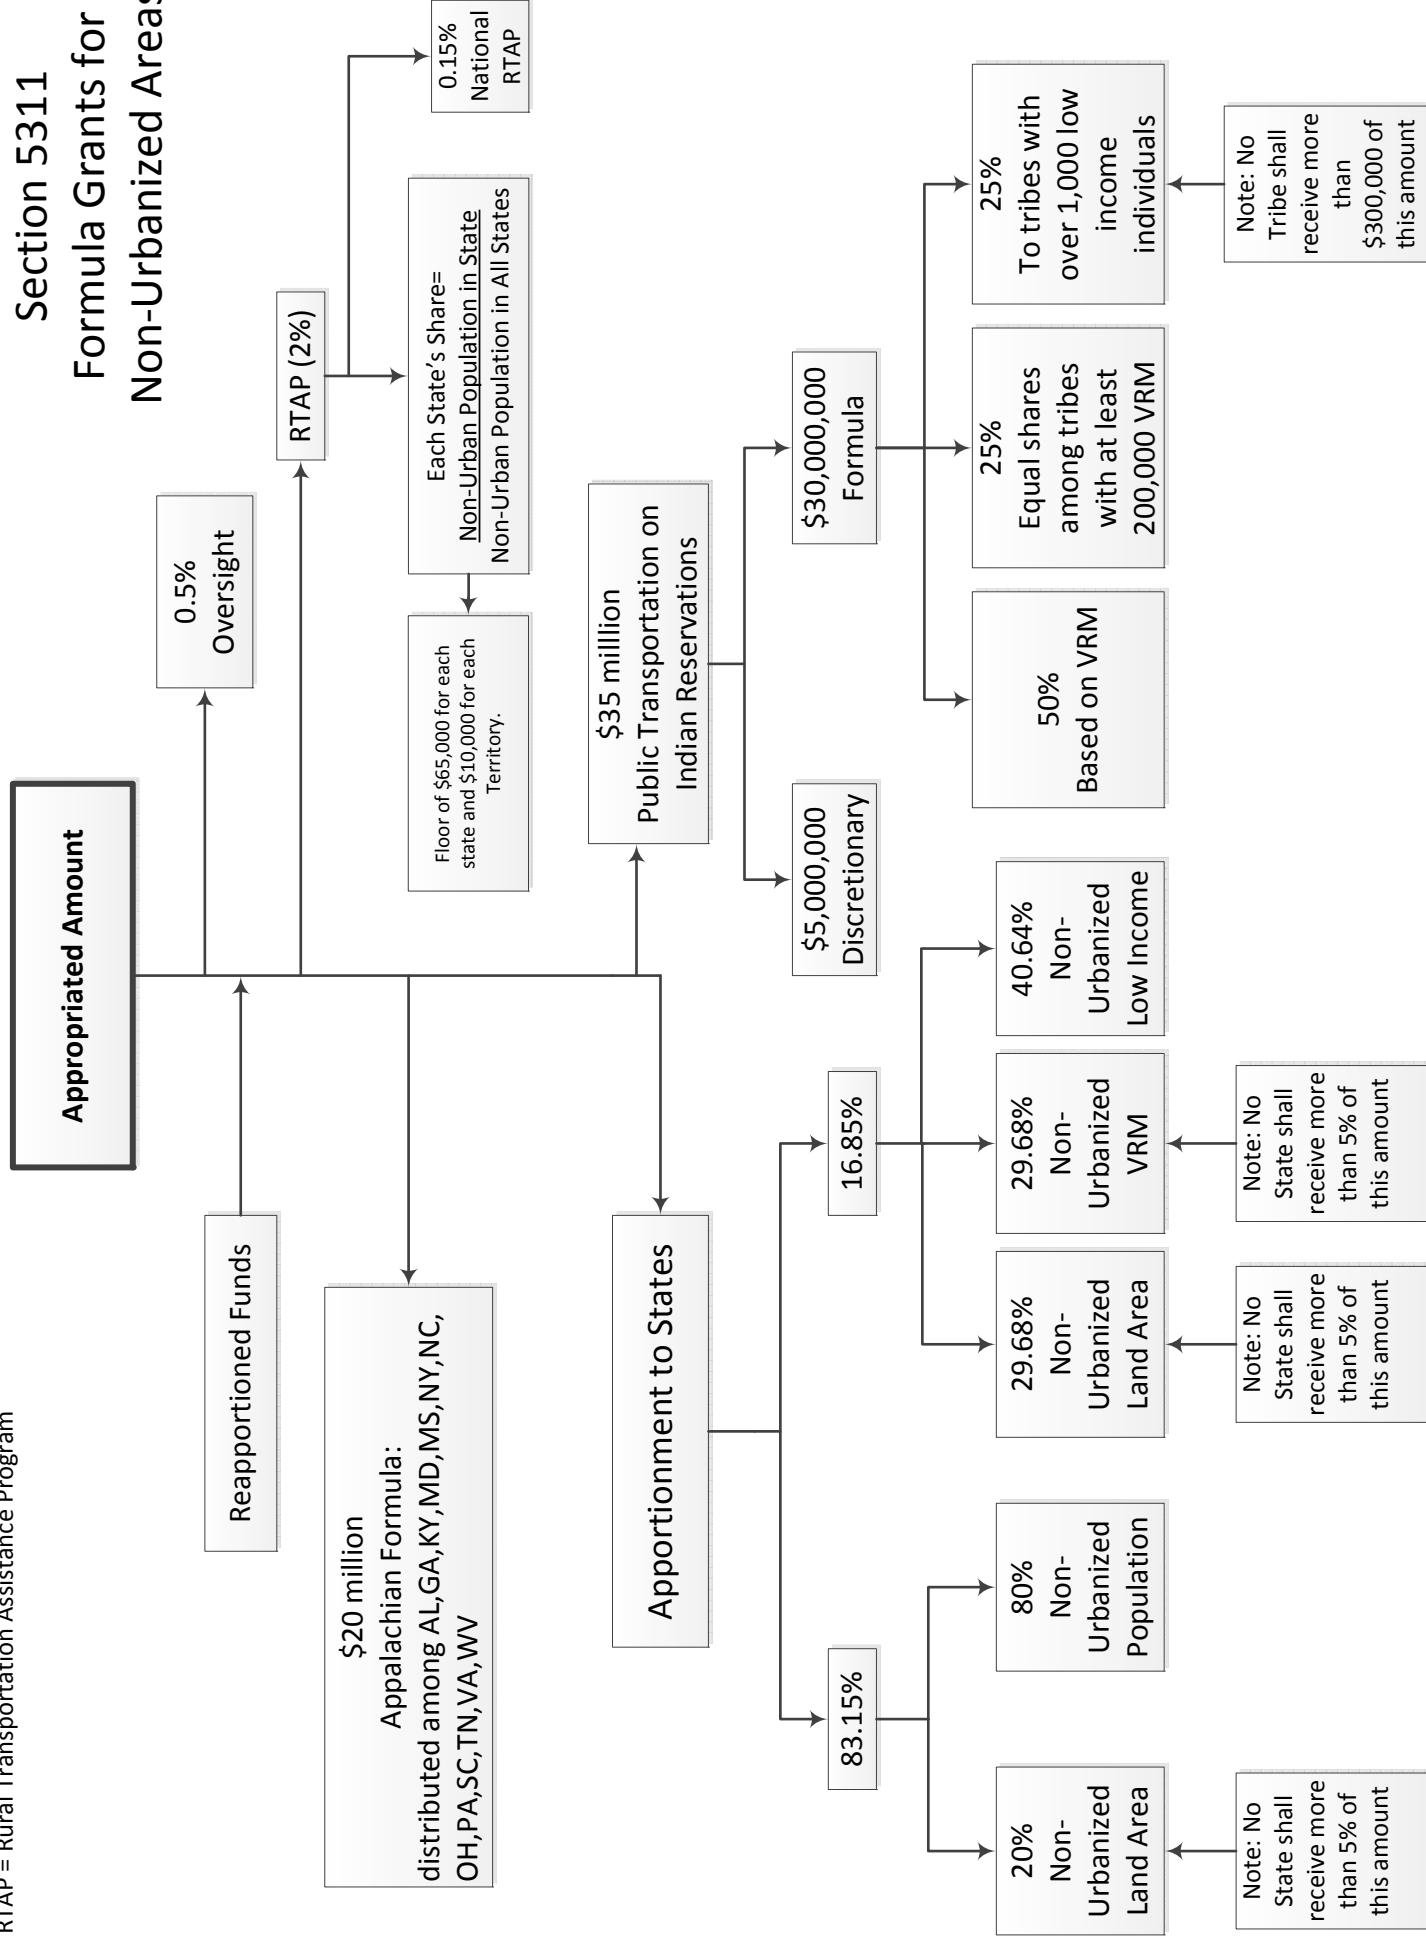 Section 5311
Formula Grants for
Non-Urbanized Areas
RTAP = Rural Transportation Assistance Program
Appropriated Amount
0.5%
Oversight
Reapportioned Funds
RTAP (2%)
0.15%
National
RTAP
Each State’s Share=
Non-Urban Population in State
Non-Urban Population in All States
Floor of $65,000 for each
state and $10,000 for each
Territory.
$20 million
Appalachian Formula:
distributed among AL,GA,KY,MD,MS,NY,NC,
OH,PA,SC,TN,VA,WV
$35 milllion
Public Transportation on
Indian Reservations
Apportionment to States
$5,000,000
Discretionary
$30,000,000
Formula
83.15%
16.85%
20%
Non-
Urbanized
Land Area
80%
Non-
Urbanized
Population
29.68%
Non-
Urbanized
Land Area
29.68%
Non-
Urbanized
VRM
40.64%
Non-
Urbanized
Low Income
50%
Based on VRM
25%
Equal shares
among tribes
with at least
200,000 VRM
25%
To tribes with
over 1,000 low
income
individuals
Note: No
State shall
receive more
than 5% of
this amount
Note: No
State shall
receive more
than 5% of
this amount
Note: No
State shall
receive more
than 5% of
this amount
Note: No
Tribe shall
receive more
than
$300,000 of
this amount